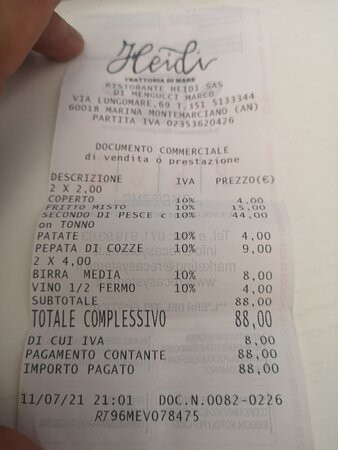 Heidi
TRATTORIA DI MARE
RISTORANTE HEIDI SAS
DI MENGUCCI MARCO
VIA LUNGOMARE,69 T.151 5133344
60018 MARINA MONTEMARCIANO (AN)
PARTITA IVA 02353620426
DOCUMENTO COMMERCIALE
di vendita o prestazione
DESCRIZIONE IVA PREZZO(€)
2 X 2,00
COPERTO 10% 4,00
FRITTO MISTO 10% 15,00
SECONDO DI PESCE c 10% 44,00
on TONNO
PATATE 10% 4,00
PEPATA DI COZZE 10% 9,00
2 X 4,00
BIRRA MEDIA 10% 8,00
VINO 1/2 FERMO 10% 4,00
SUBTOTALE 88,00
TOTALE COMPLESSIVO 88,00
DI CUI IVA 8,00
PAGAMENTO CONTANTE 88,00
IMPORTO PAGATO 88,00
11/07/21 21:01 DOC.N.0082-0226
RT96MEV078475